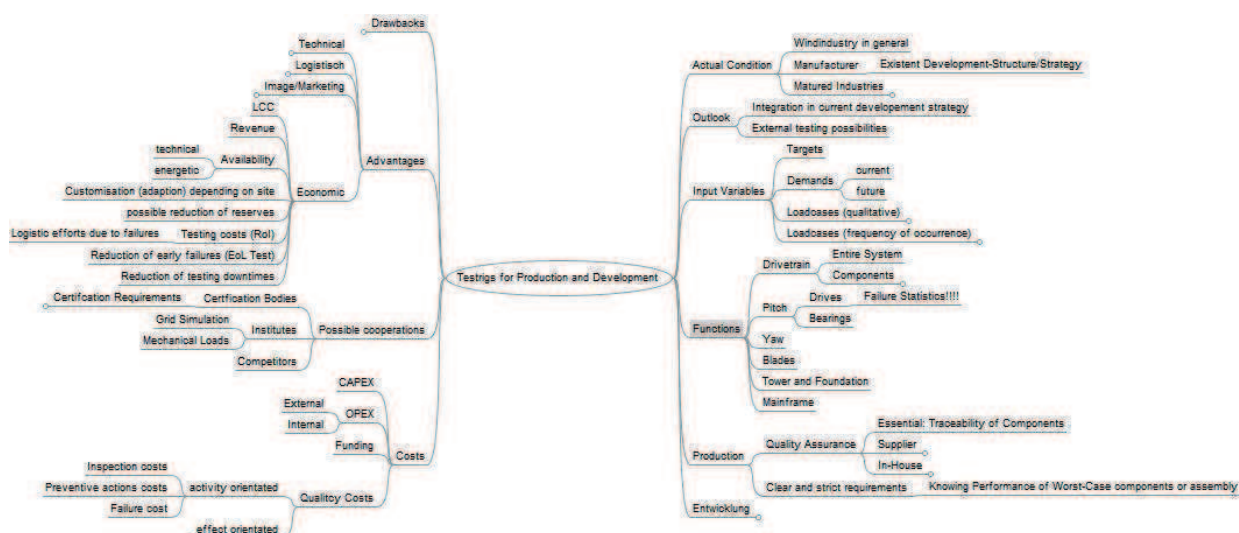 Drawbacks
Technical
Logistisch
Image/Marketing
LCC
Revenue
technical
energetic
Availability
Customisation (adaption) depending on site
possible reduction of reserves
Logistic efforts due to failures
Testing costs (RoI)
Reduction of early failures (EoL Test)
Reduction of testing downtimes
Economic
Advantages
Certifcation Requirements
Certfication Bodies
Grid Simulation
Mechanical Loads
Institutes
Competitors
Possible cooperations
CAPEX
External
Internal
OPEX
Funding
Inspection costs
Preventive actions costs
Failure cost
activity orientated
effect orientated
Qualitcy Costs
Costs
Testrigs for Production and Development
Actual Condition
Windindustry in general
Manufacturer
Existent Development-Structure/Strategy
Matured Industries
Outlook
Integration in current developement strategy
External testing possibilities
Input Variables
Targets
Demands
current
future
Loadcases (qualitative)
Loadcases (frequency of occurrence)
Functions
Drivetrain
Entire System
Components
Pitch
Drives
Failure Statistics!!!!
Bearings
Yaw
Blades
Tower and Foundation
Mainframe
Production
Quality Assurance
Essential: Traceability of Components
Supplier
In-House
Clear and strict requirements
Knowing Performance of Worst-Case components or assembly
Entwicklung